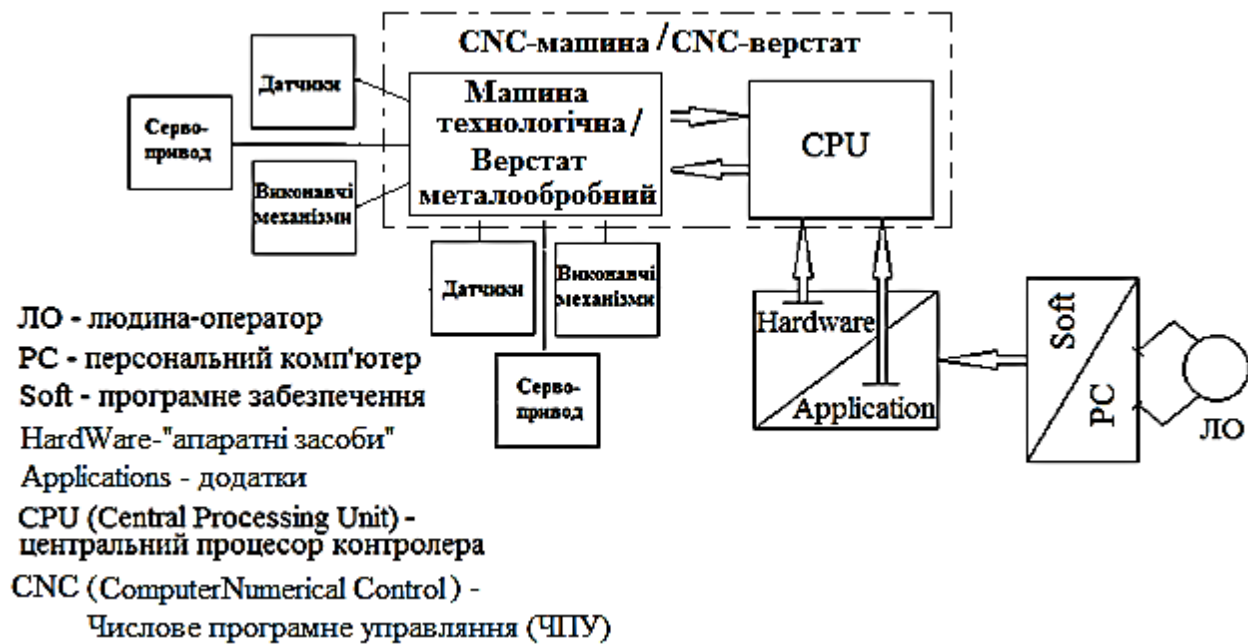 CNC-машина/CNC-верстат
Датчики
Серво-
привод
Виконавчі
механізми
Машина
технологічна/
Верстат
металообробний
CPU
Датчики
Виконавчі
механізми
Серво-
привод
Hardware
Application
Soft
PC
ЛО
ЛО - людина-оператор
PC - персональний комп'ютер
Soft - програмне забезпечення
HardWare-"апаратні засоби"
Applications - додатки
CPU (Central Processing Unit) -
центральний процесор контролера
CNC (ComputerNumerical Control) -
Числове програмне управляння (ЧПУ)